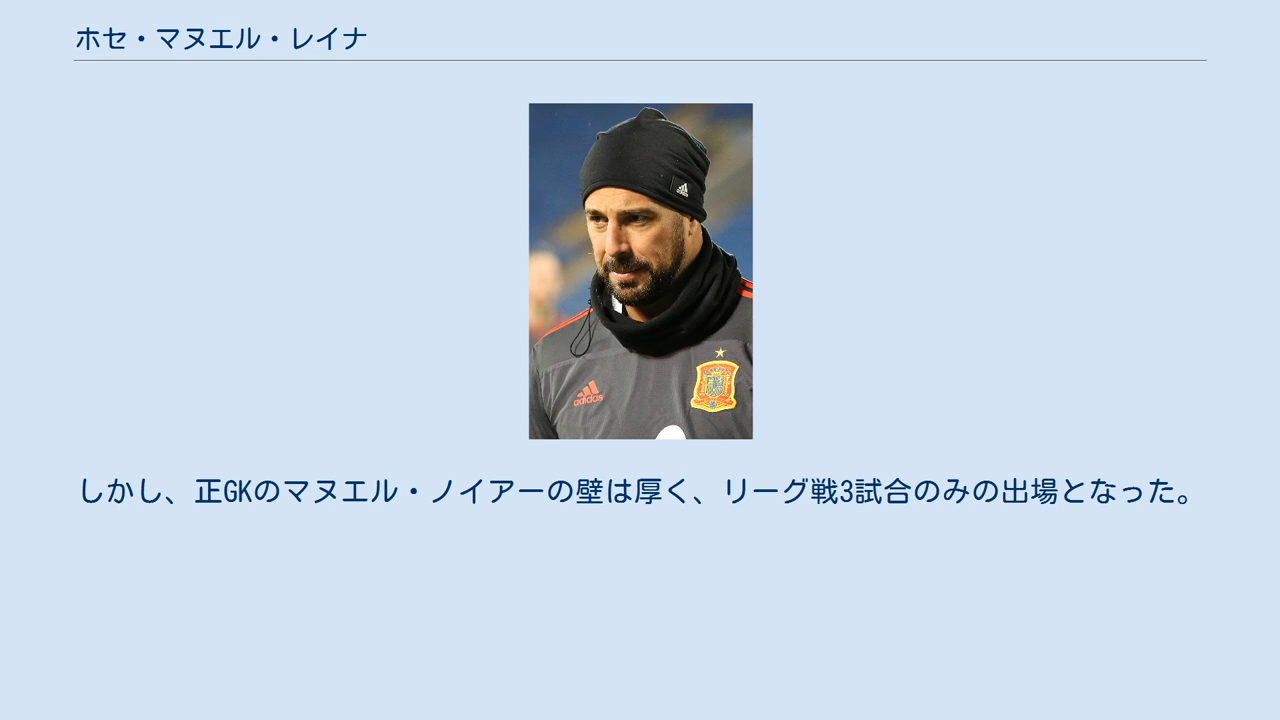 ホセ・マヌエル・レイナ
adidas
しかし、正GKのマヌエル・ノイアーの壁は厚く、リーグ戦3試合のみの出場となった。